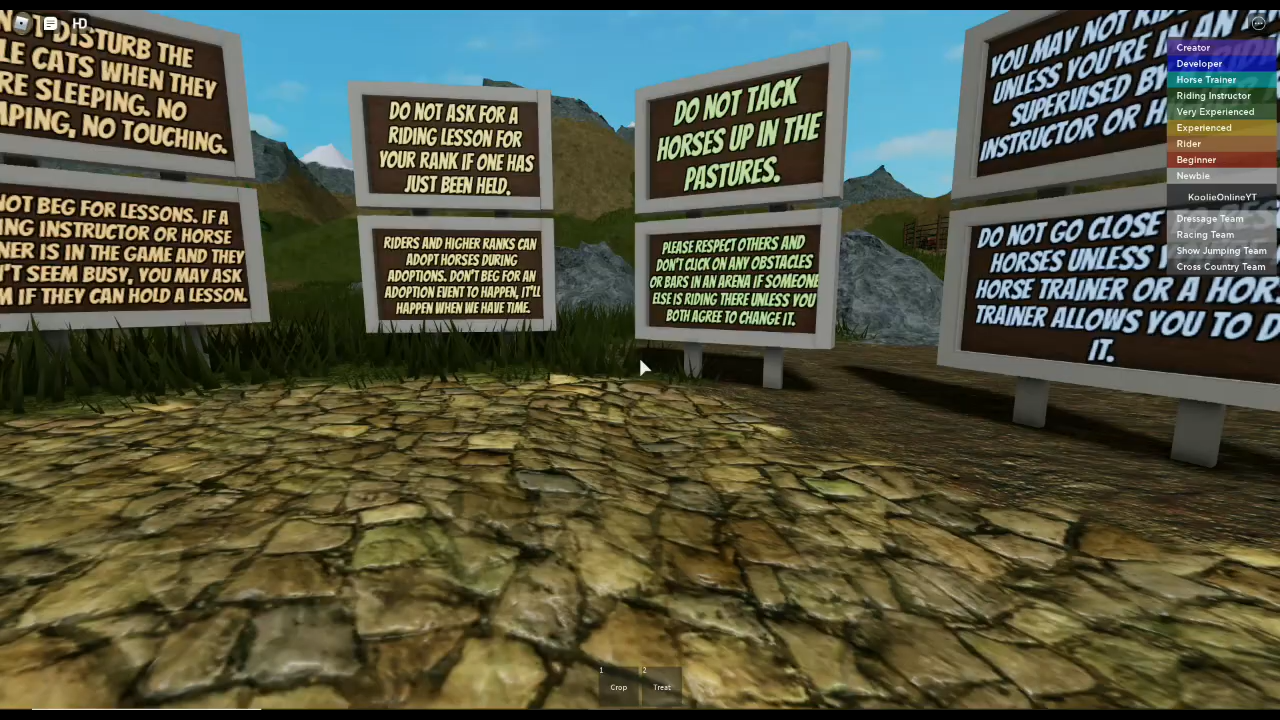 HD
NOT DISTURB THE
LE CATS WHEN THEY
RE SLEEPING. NO
APING, NO TOUCHING.
NOT BEG FOR LESSONS. IF A
ING INSTRUCTOR OR HORSE
NER IS IN THE GAME AND THEY
'T SEEM BUSY, YOU MAY ASK
M IF THEY CAN HOLD A LESSON.
DO NOT ASK FOR A
RIDING LESSON FOR
YOUR RANK IF ONE HAS
JUST BEEN HELD.
RIDERS AND HIGHER RANKS CAN
ADOPT HORSES DURING
ADOPTIONS. DON'T BEG FOR AN
ADOPTION EVENT TO HAPPEN, IT'LL
HAPPEN WHEN WE HAVE TIME.
DO NOT TACK
HORSES UP IN THE
PASTURES.
PLEASE RESPECT OTHERS AND
DON'T CLICK ON ANY OBSTACLES
OR BARS IN AN ARENA IF SOMEONE
ELSE IS RIDING THERE UNLESS YOU
BOTH AGREE TO CHANGE IT.
YOU MAY NOT RID
UNLESS YOU'RE IN AN
SUPERVISED BY
INSTRUCTOR OR H
DO NOT GO CLOSE
HORSES UNLESS
HORSE TRAINER OR A HOR
TRAINER ALLOWS YOU TO D
IT.
Creator
Developer
Horse Trainer
Riding Instructor
Very Experienced
Experienced
Rider
Beginner
Newbie
KoolieOnlineYT
Dressage Team
Racing Team
Show Jumping Team
Cross Country Team
1
Crop
2
Treat